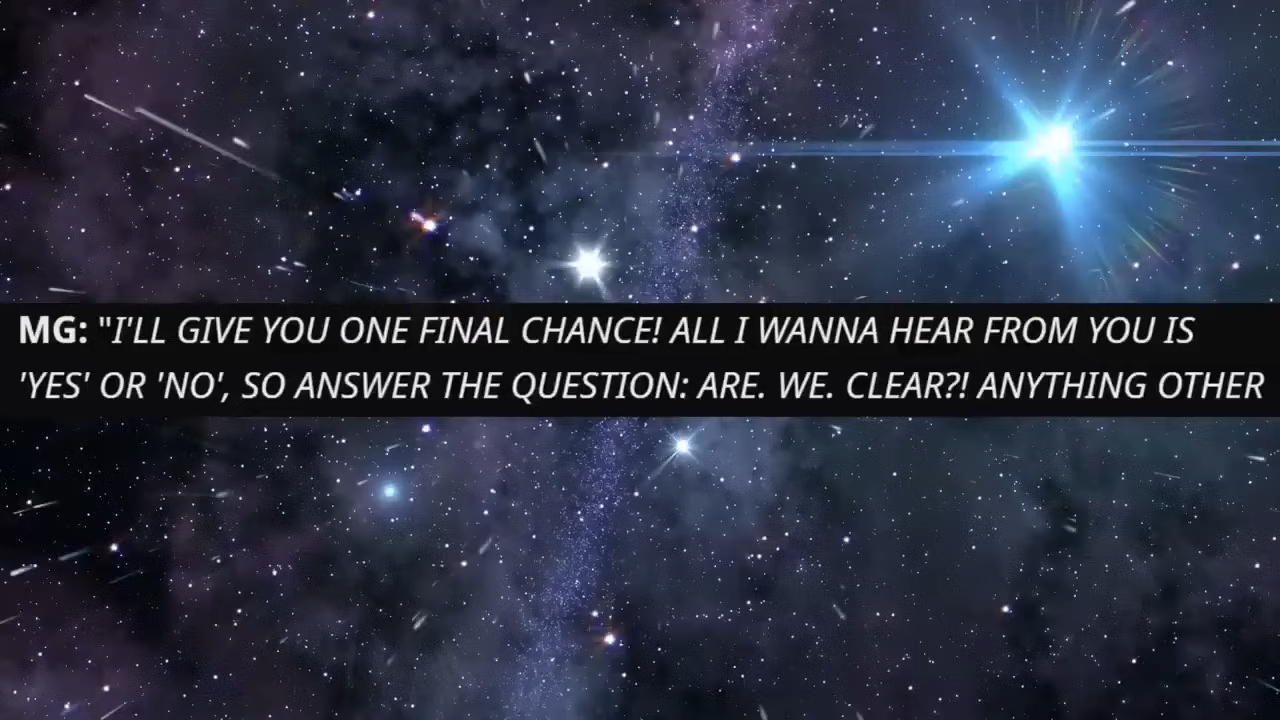 MG: "I'LL GIVE YOU ONE FINAL CHANCE! ALL I WANNA HEAR FROM YOU IS
'YES' OR 'NO', SO ANSWER THE QUESTION: ARE. WE. CLEAR?! ANYTHING OTHER